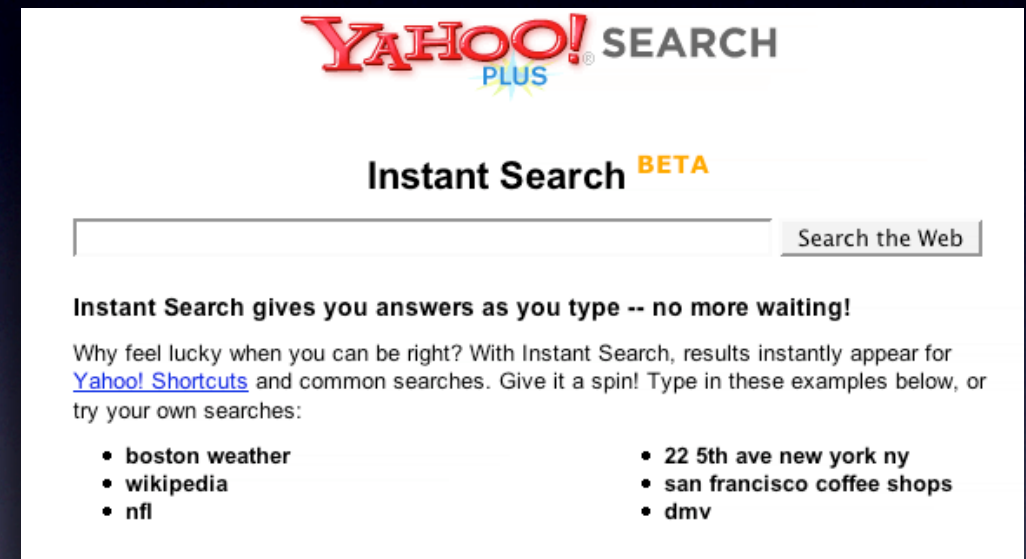 YAHOO!® SEARCH
PLUS
Instant Search BETA
Search the Web
Instant Search gives you answers as you type -- no more waiting!
Why feel lucky when you can be right? With Instant Search, results instantly appear for
Yahoo! Shortcuts and common searches. Give it a spin! Type in these examples below, or
try your own searches:
• boston weather
• wikipedia
• nfl
• 22 5th ave new york ny
• san francisco coffee shops
• dmv